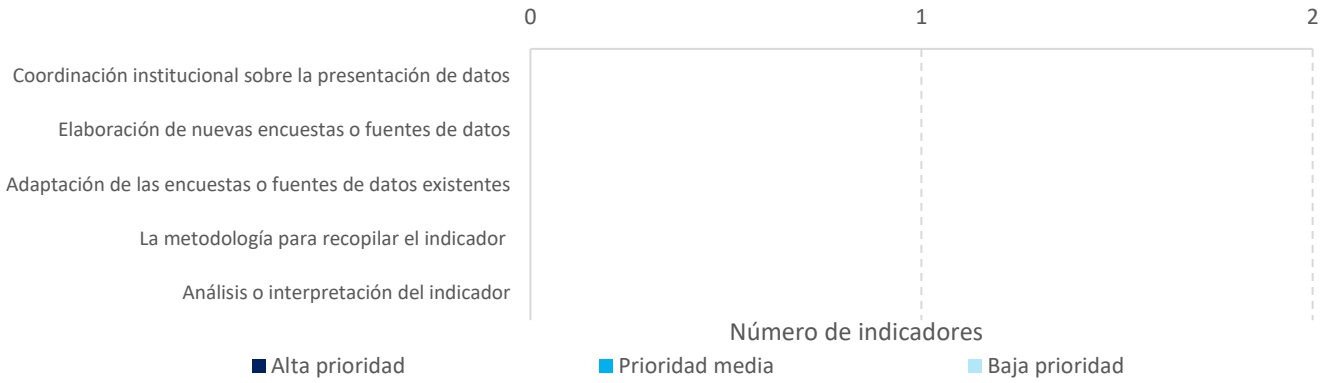 0 1 2
Coordinación institucional sobre la presentación de datos
Elaboración de nuevas encuestas o fuentes de datos
Adaptación de las encuestas o fuentes de datos existentes
La metodología para recopilar el indicador
Análisis o interpretación del indicador
Número de indicadores
Alta prioridad Prioridad media Baja prioridad